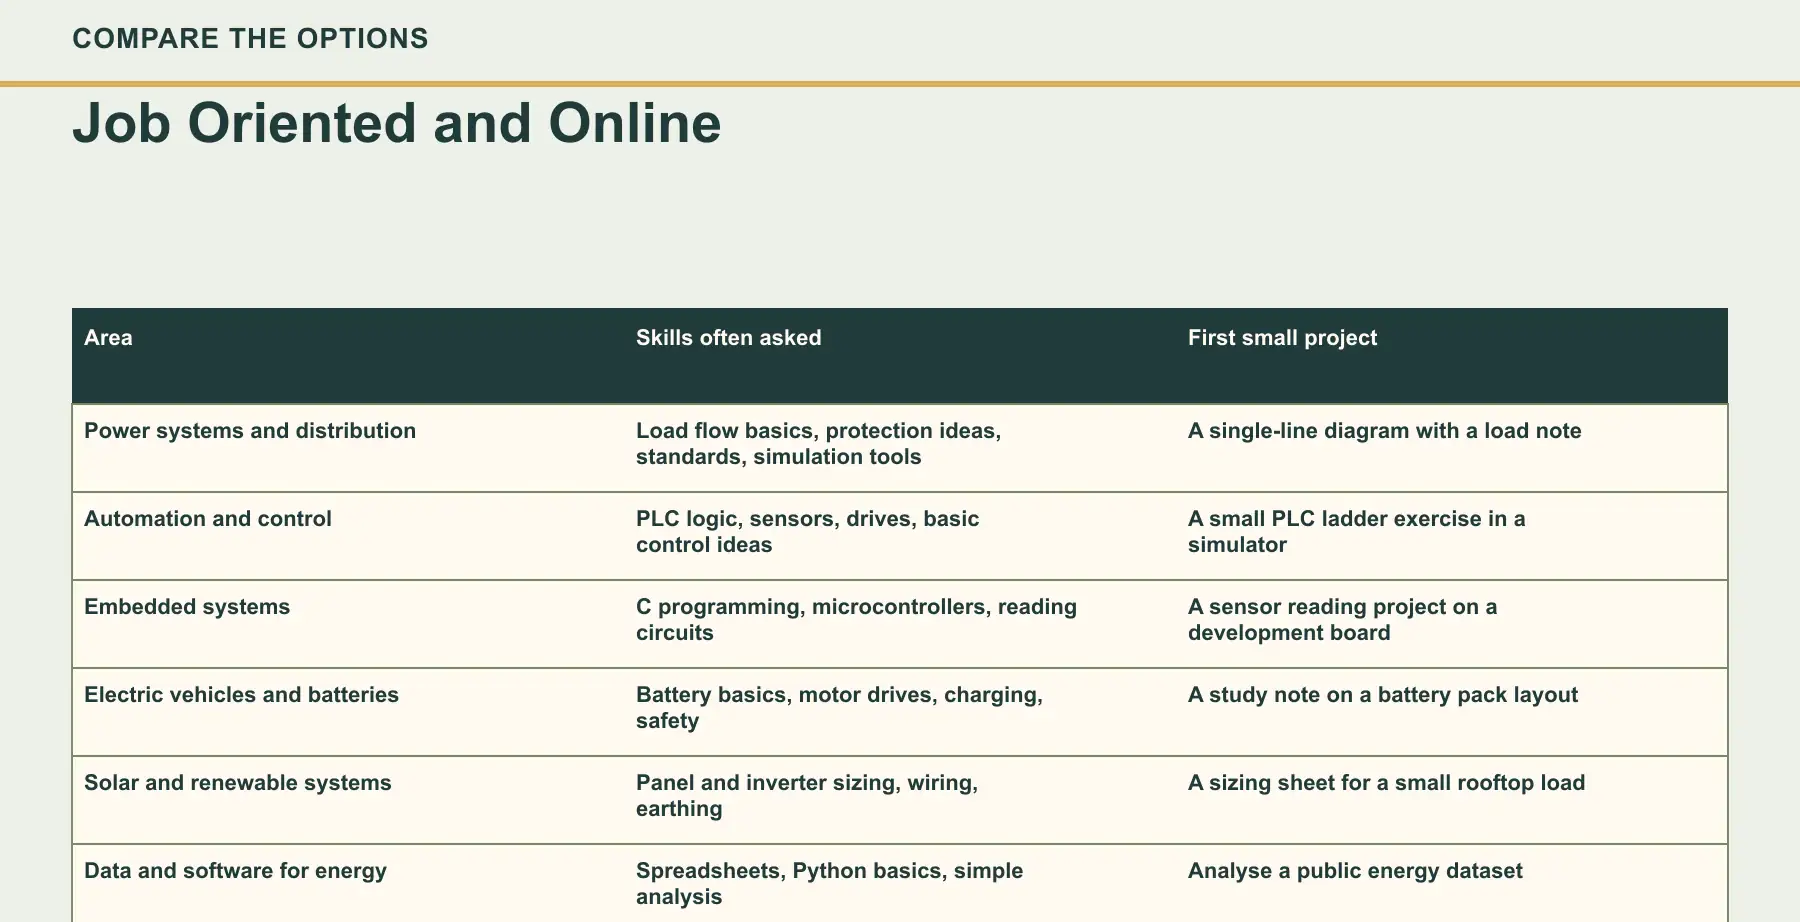 COMPARE THE OPTIONS
Job Oriented and Online
Area
Skills often asked
First small project
Power systems and distribution
Load flow basics, protection ideas,
standards, simulation tools
A single-line diagram with a load note
Automation and control
PLC logic, sensors, drives, basic
control ideas
A small PLC ladder exercise in a
simulator
Embedded systems
C programming, microcontrollers, reading
circuits
A sensor reading project on a
development board
Electric vehicles and batteries
Battery basics, motor drives, charging,
safety
A study note on a battery pack layout
Solar and renewable systems
Panel and inverter sizing, wiring,
earthing
A sizing sheet for a small rooftop load
Data and software for energy
Spreadsheets, Python basics, simple
analysis
Analyse a public energy dataset